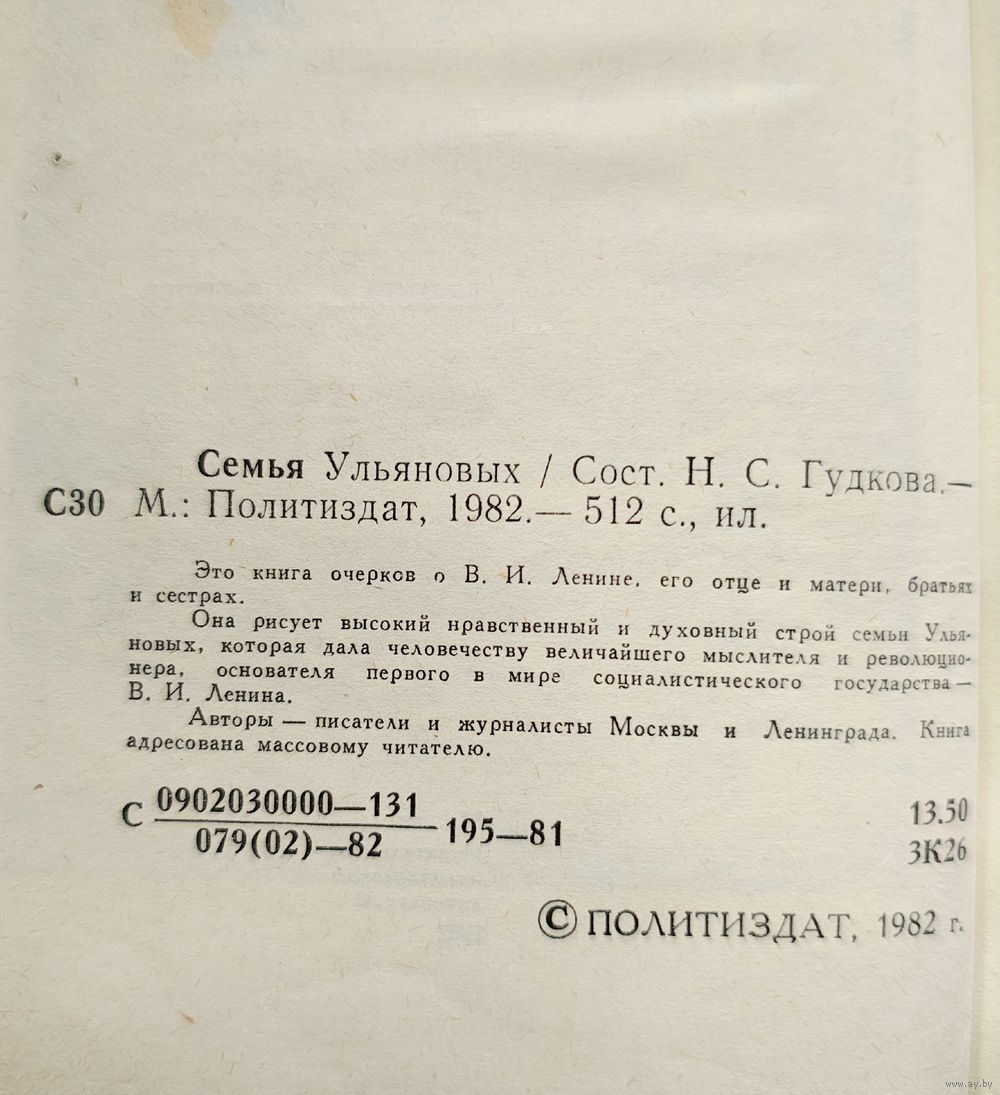 Семья Ульяновых / Сост. Н. С. Гудкова.—
С30 М.: Политиздат, 1982.— 512 с., ил.
Это книга очерков о В. И. Ленине, его отце и матери, братьях
и сестрах.
Она рисует высокий нравственный и духовный строй семьи Улья-
новых, которая дала человечеству величайшего мыслителя и революцио-
нера, основателя первого в мире социалистического государства —
В. И. Ленина.
Авторы — писатели и журналисты Москвы и Ленинграда. Книга
адресована массовому читателю.
С 0902030000—131 195—81 13.50
079(02)—82 3К26
© ПОЛИТИЗДАТ, 1982 г.
www.ay.by